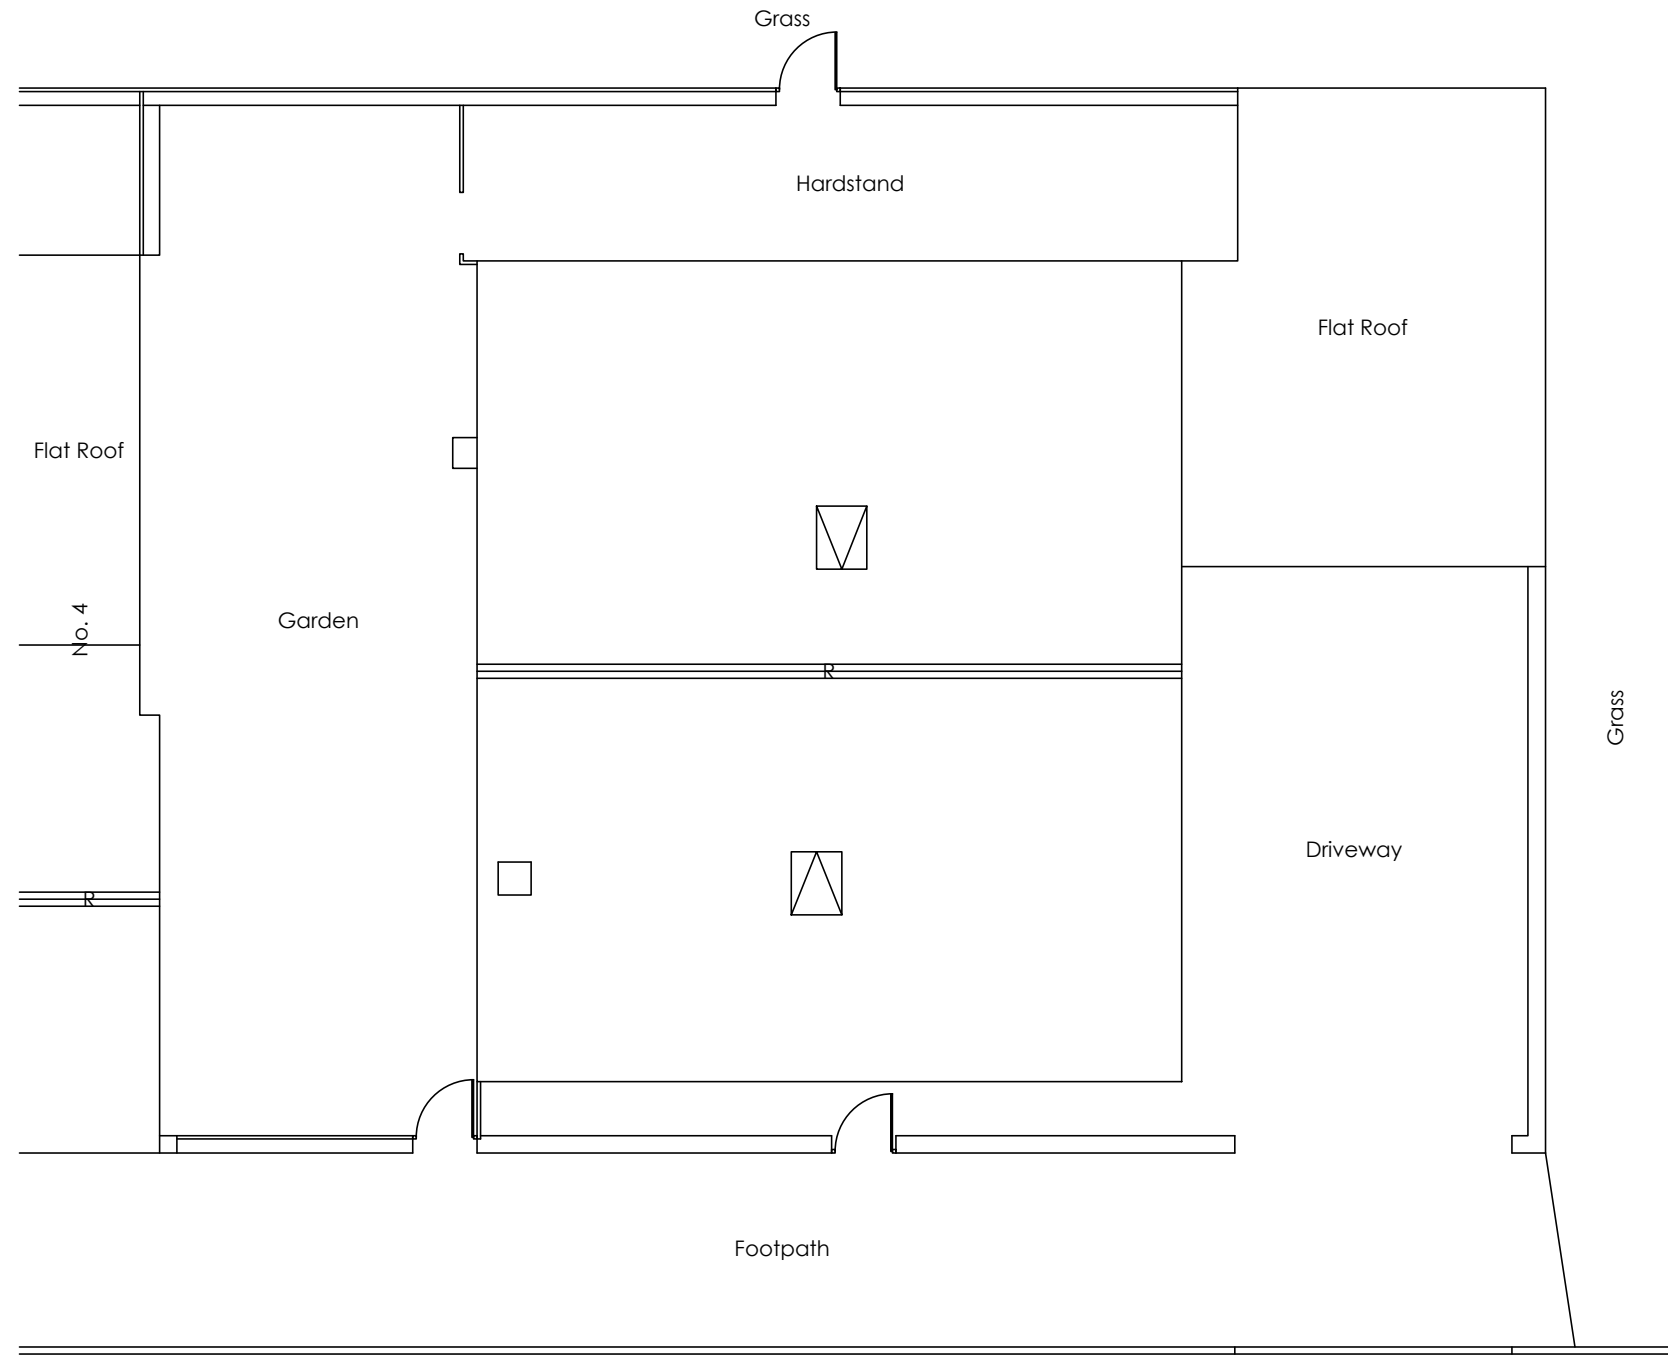 Grass
Hardstand
Flat Roof
Flat Roof
No. 4
Garden
R
Grass
Driveway
R
Footpath